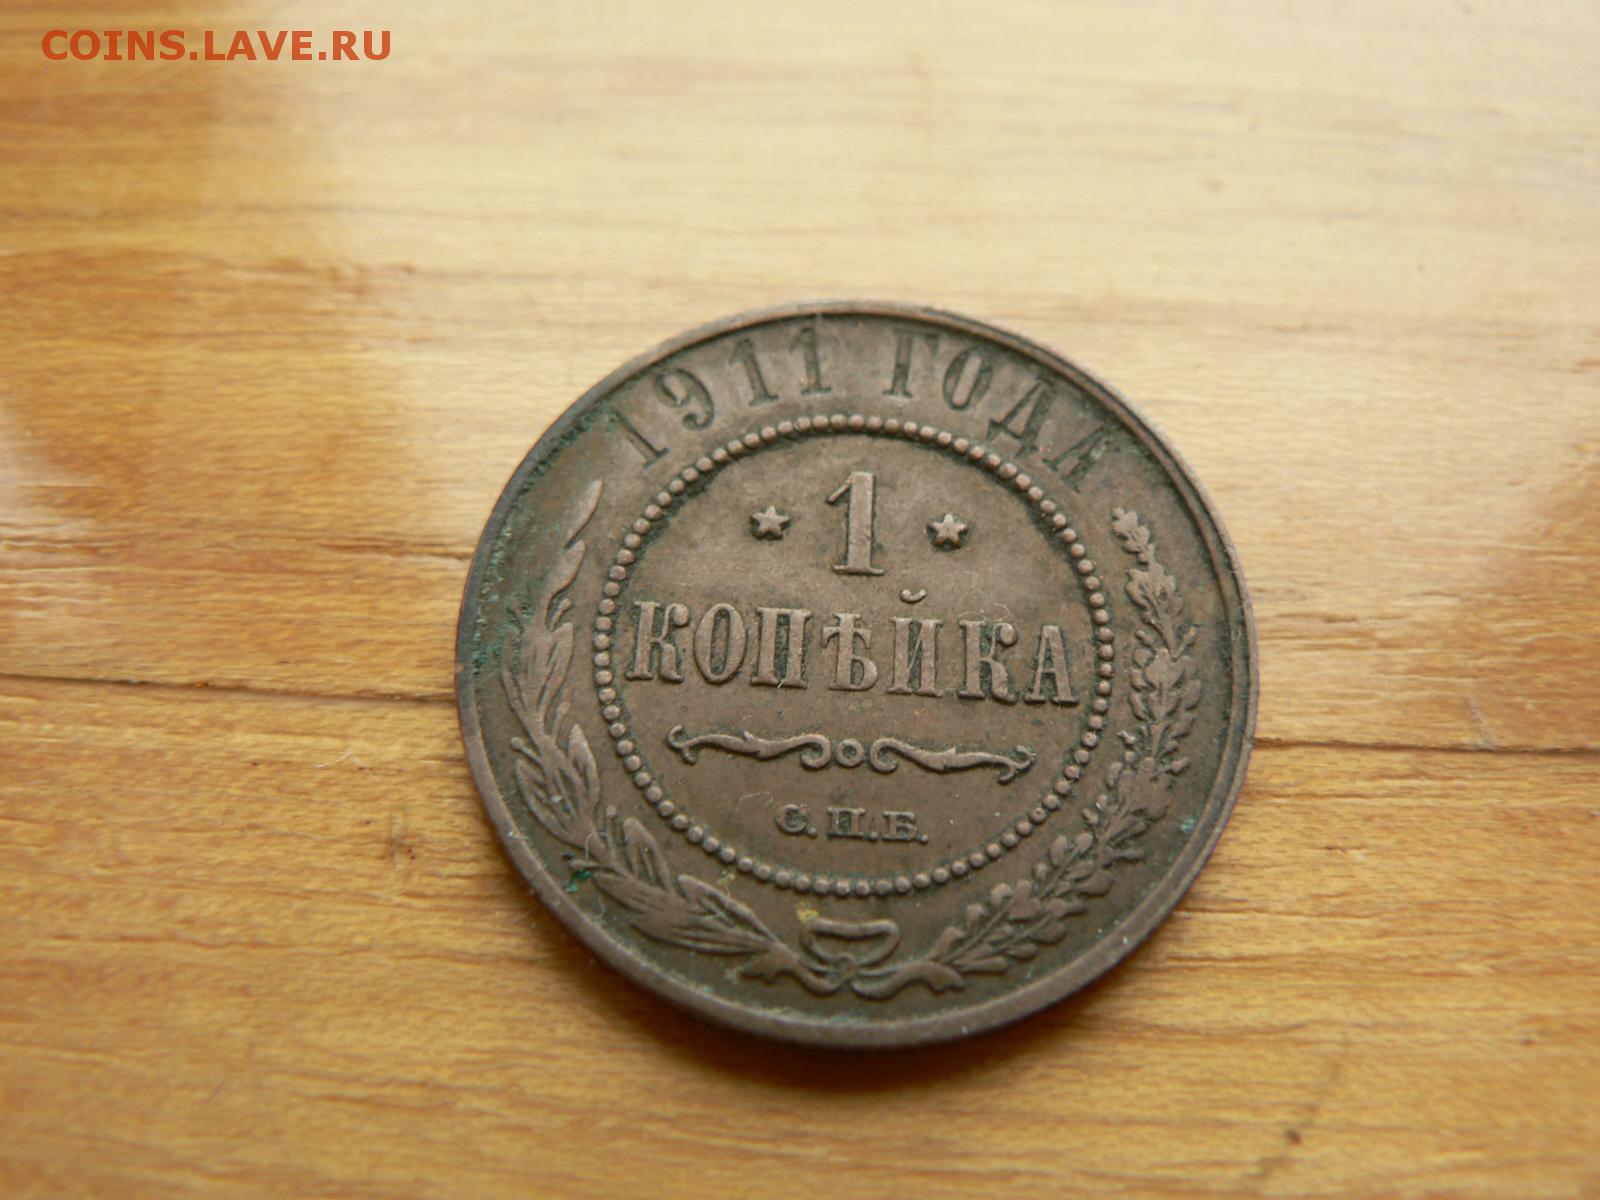 COINS.LAVE.RU
1911 ГОДА
* 1 *
КОПѢЙКА
С.П.Б.